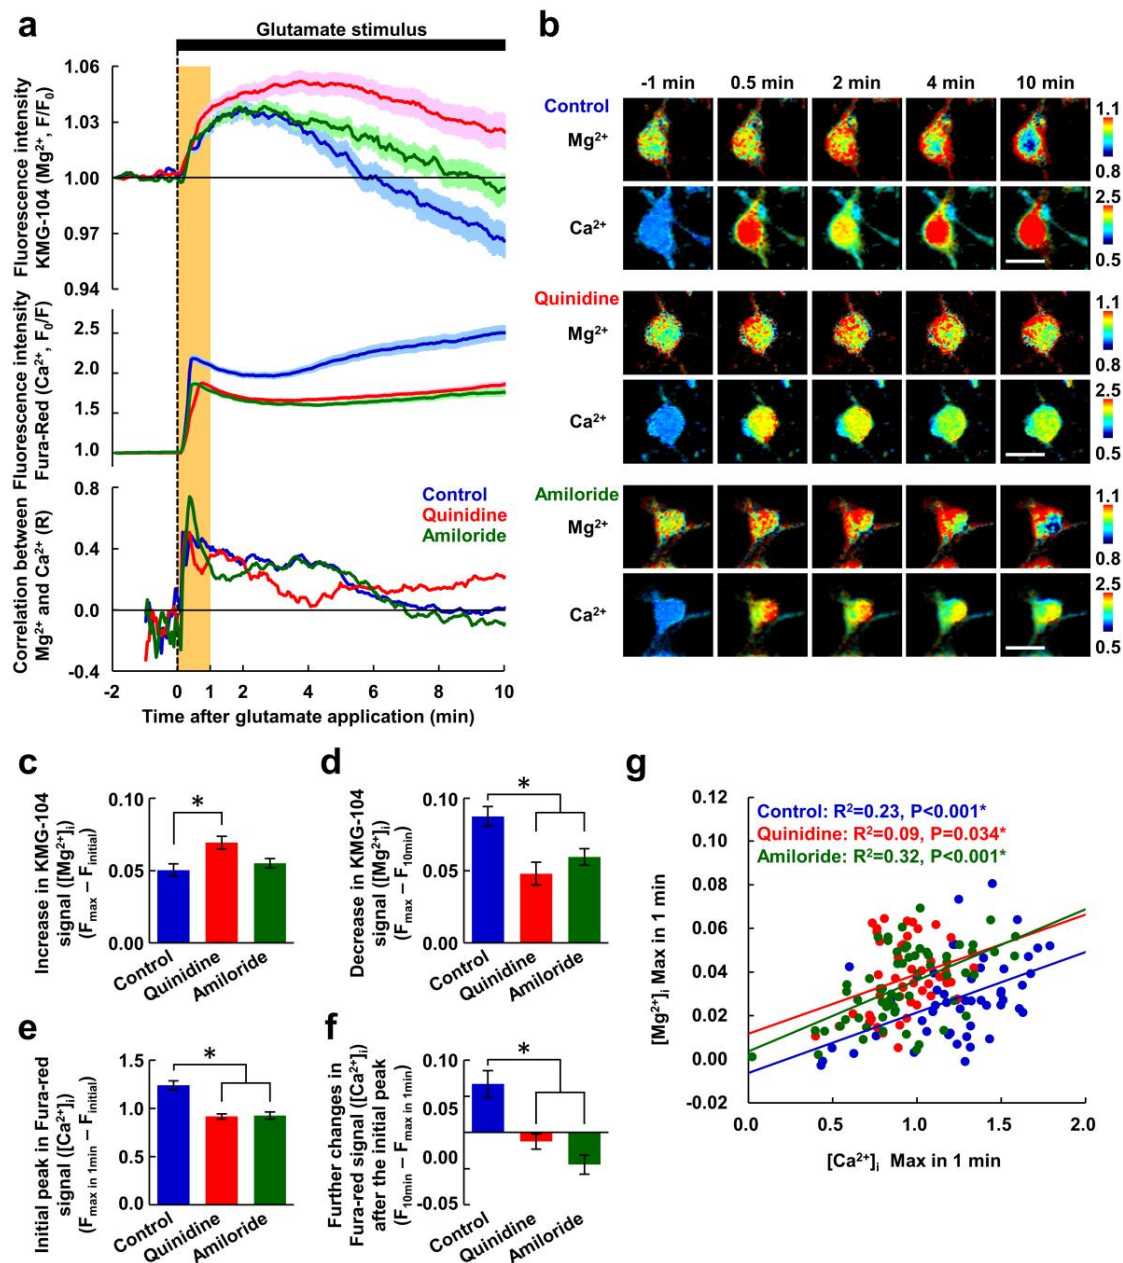 a
Glutamate stimulus
Fluorescence intensity
KMG-104 (Mg²⁺, F/F₀)
1.06
1.03
1.00
0.97
0.94
Fluorescence intensity
Fura-Red (Ca²⁺, F₀/F)
2.5
2.0
1.5
1.0
Correlation between
Mg²⁺ and Ca²⁺ (R)
0.8
0.4
0.0
-0.4
Control
Quinidine
Amiloride
-2 0 1 2 4 6 8 10
Time after glutamate application (min)
b
-1 min 0.5 min 2 min 4 min 10 min
Control
Mg²⁺
1.1
0.8
Ca²⁺
2.5
0.5
Quinidine
Mg²⁺
1.1
0.8
Ca²⁺
2.5
0.5
Amiloride
Mg²⁺
1.1
0.8
Ca²⁺
2.5
0.5
c
Increase in KMG-104
signal ([Mg²⁺]ᵢ)
(F max − F initial)
0.10
0.05
0.00
*
Control
Quinidine
Amiloride
d
Decrease in KMG-104
signal ([Mg²⁺]ᵢ)
(F max − F 10min)
0.10
0.05
0.00
*
Control
Quinidine
Amiloride
e
Initial peak in Fura-red
signal ([Ca²⁺]ᵢ)
(F max in 1min − F initial)
1.5
1.0
0.5
0.0
*
Control
Quinidine
Amiloride
f
Further changes in
Fura-red signal ([Ca²⁺]ᵢ)
after the initial peak
(F 10min − F max in 1min)
0.10
0.05
0.00
-0.05
*
Control
Quinidine
Amiloride
g
Control: R²=0.23, P<0.001*
Quinidine: R²=0.09, P=0.034*
Amiloride: R²=0.32, P<0.001*
[Mg²⁺]ᵢ Max in 1 min
0.12
0.10
0.08
0.06
0.04
0.02
0.00
-0.02
0.0 0.5 1.0 1.5 2.0
[Ca²⁺]ᵢ Max in 1 min